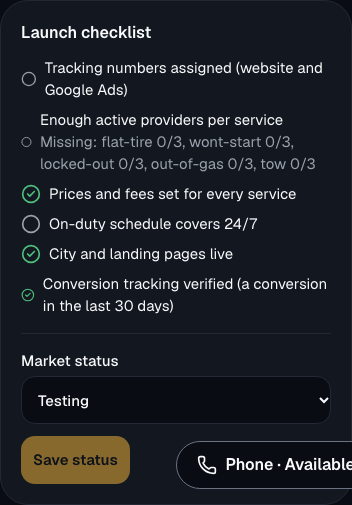 Launch checklist
Tracking numbers assigned (website and
Google Ads)
Enough active providers per service
Missing: flat-tire 0/3, wont-start 0/3,
locked-out 0/3, out-of-gas 0/3, tow 0/3
Prices and fees set for every service
On-duty schedule covers 24/7
City and landing pages live
Conversion tracking verified (a conversion
in the last 30 days)
Market status
Testing
Save status
Phone · Available